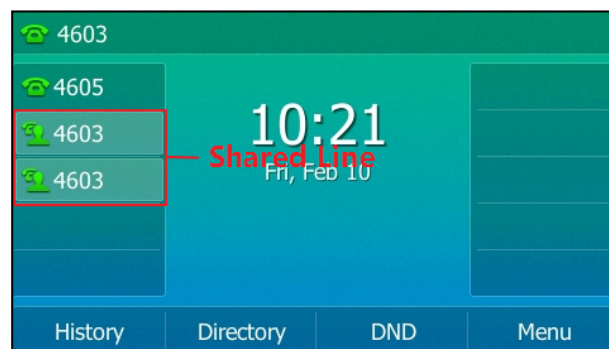 4603
4605
4603
4603
10:21
Shared Line
Fri, Feb 10
History Directory DND Menu